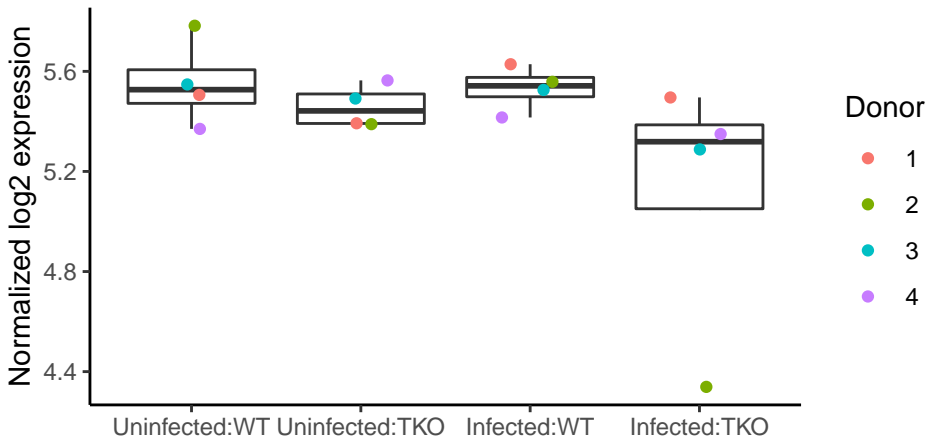 Normalized log2 expression
5.6
5.2
4.8
4.4
Uninfected:WT
Uninfected:TKO
Infected:WT
Infected:TKO
Donor
1
2
3
4